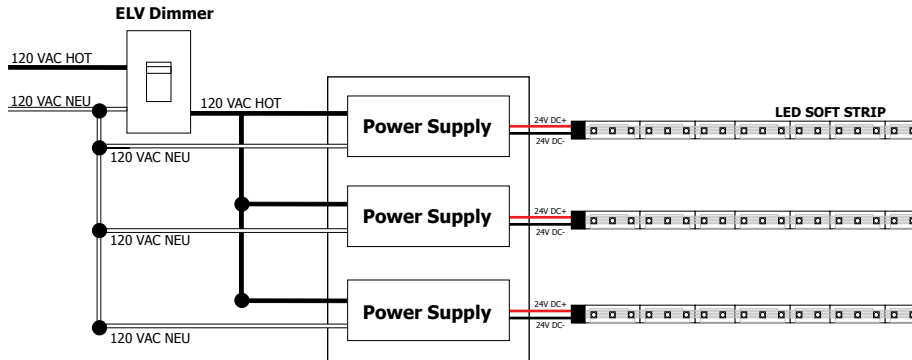 ELV Dimmer
120 VAC HOT
120 VAC NEU
120 VAC HOT
LED SOFT STRIP
Power Supply
24V DC+
24V DC-
120 VAC NEU
Power Supply
24V DC+
24V DC-
120 VAC NEU
Power Supply
24V DC+
24V DC-
120 VAC NEU